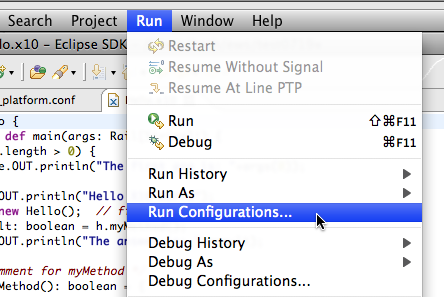 Search Project Run Window Help
lo.x10 - Eclipse SDK
Restart
Resume Without Signal
_platform.conf
Resume At Line PTP
o {
Run ⇧⌘F11
def main(args: Rai
.length > 0) {
Debug ⌘F11
e.OUT.println("The
Run History
OUT.println("Hello
Run As
new Hello(); // f
Run Configurations...
lt: boolean = h.myM
OUT.println("The an
Debug History
Debug As
mment for myMethod
Debug Configurations...
Method(): boolean =